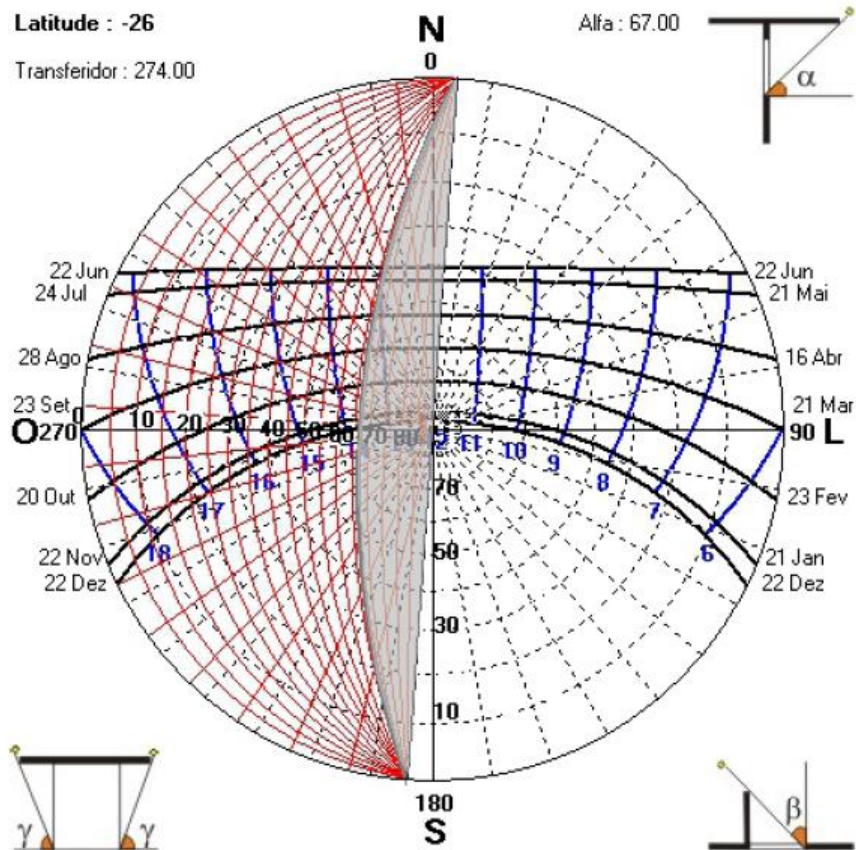 Latitude : -26
N
Alfa : 67.00
Transferidor : 274.00
0
α
22 Jun
22 Jun
24 Jul
21 Mai
28 Ago
16 Abr
23 Set
0
10
20
30
40
21 Mar
O
270
70
80
11
10
90
L
15
9
16
8
70
20 Out
17
7
23 Fev
18
50
6
22 Nov
21 Jan
22 Dez
22 Dez
30
10
γ
γ
β
180
S